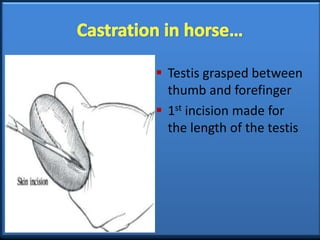 Castration in horse…
▪ Testis grasped between
thumb and forefinger
▪ 1st incision made for
the length of the testis
Skin incision